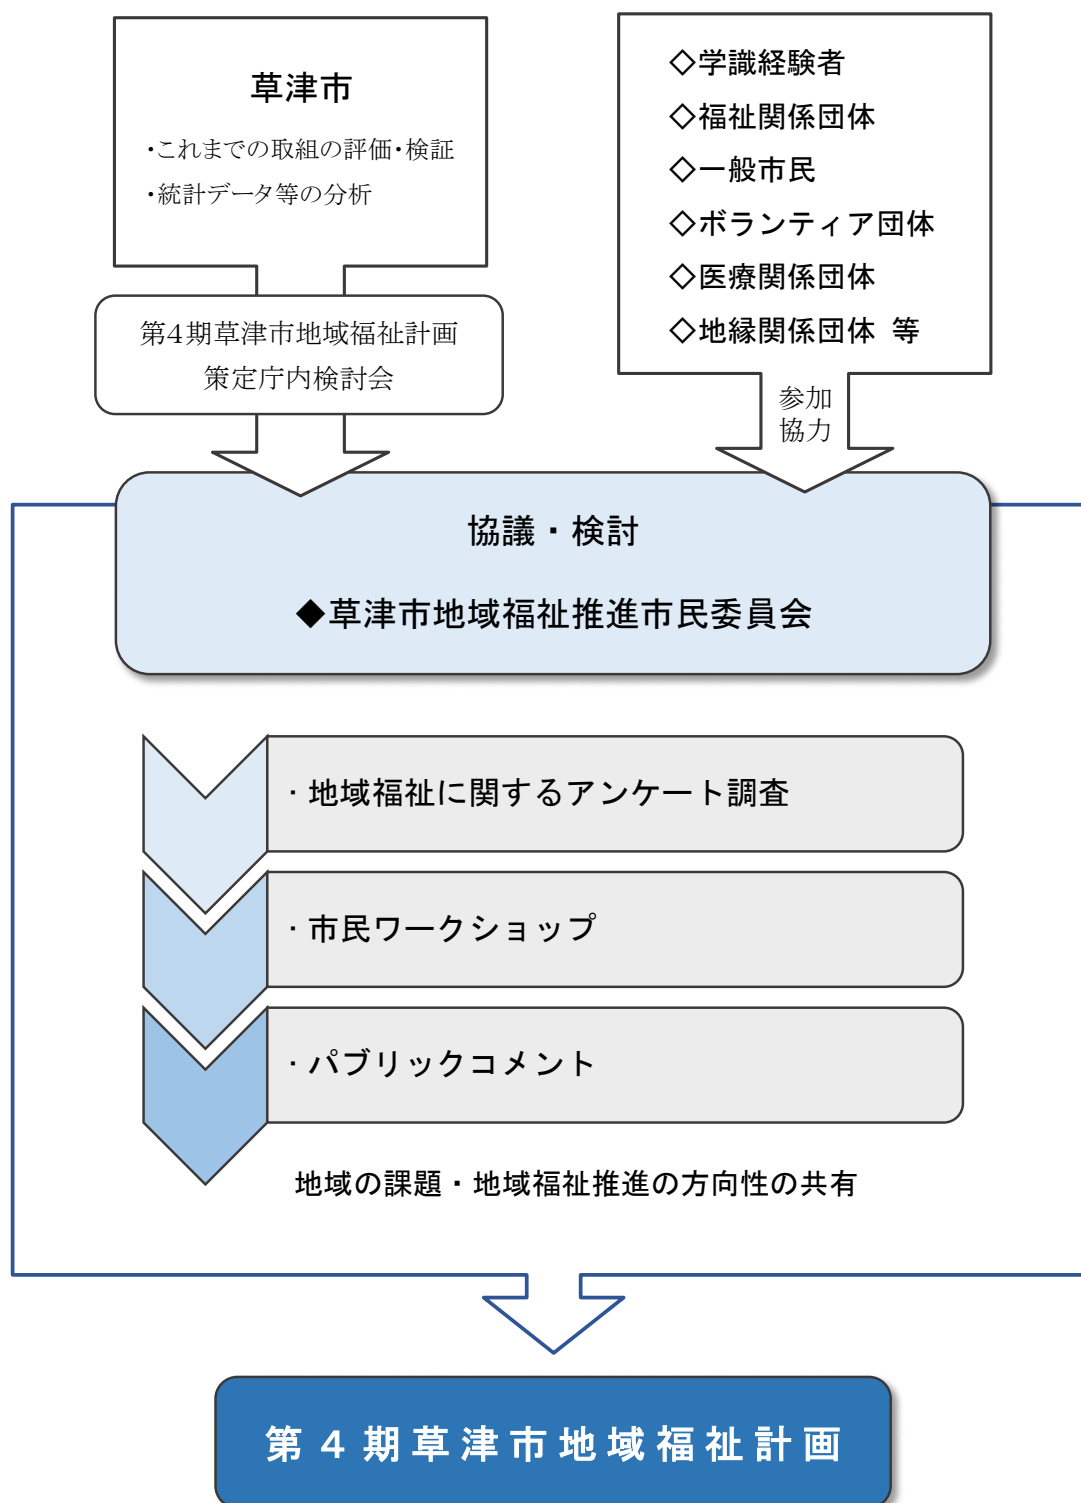 草津市
・これまでの取組の評価・検証
・統計データ等の分析
第4期草津市地域福祉計画
策定庁内検討会
◇学識経験者
◇福祉関係団体
◇一般市民
◇ボランティア団体
◇医療関係団体
◇地縁関係団体 等
参加
協力
協議・検討
◆草津市地域福祉推進市民委員会
・地域福祉に関するアンケート調査
・市民ワークショップ
・パブリックコメント
地域の課題・地域福祉推進の方向性の共有
第４期草津市地域福祉計画